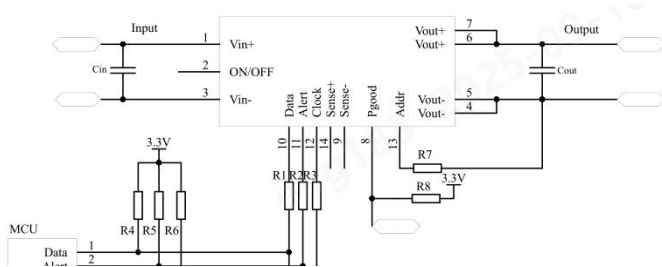 Input
Output
1 Vin+
Vout+ 7
Vout+ 6
Cin
2 ON/OFF
Cout
3 Vin-
Vout- 5
Vout- 4
Data Alert Clock Sense+ Sense- Pgood Addr
10 11 12 14 9 8 13
R7
3.3V
R1 R2 R3
R8 3.3V
R4 R5 R6
MCU
Data 1
Alert 2